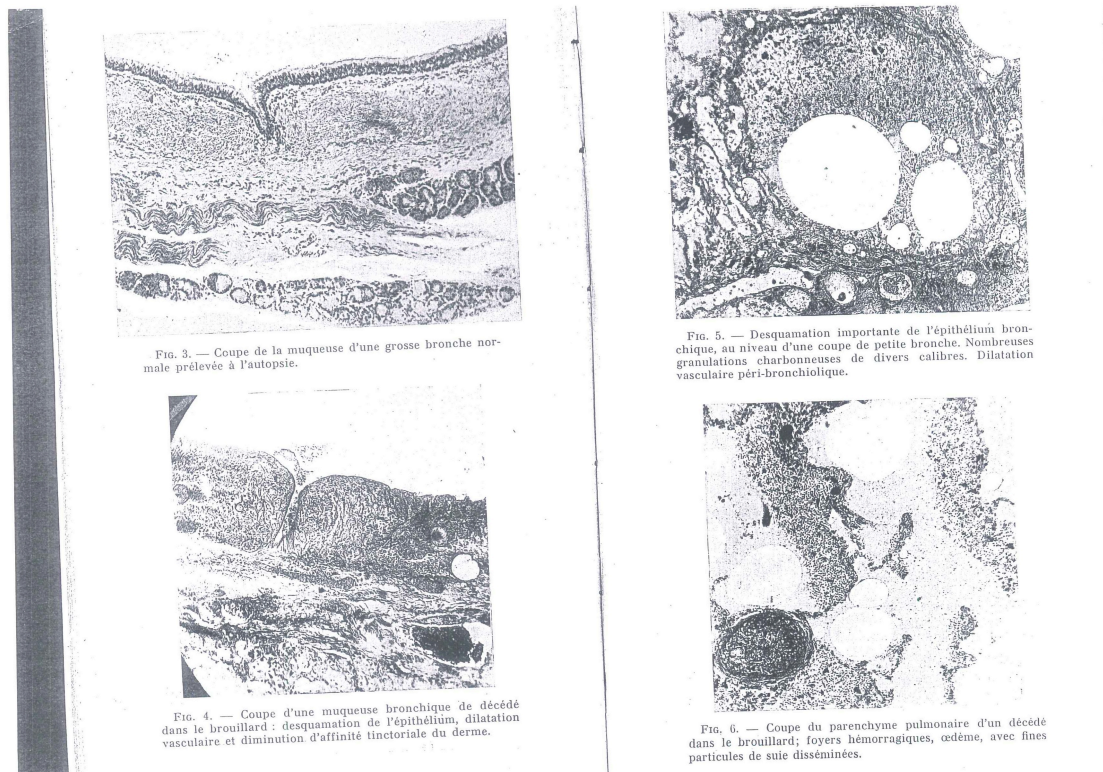 FIG. 3. — Coupe de la muqueuse d'une grosse bronche nor-
male prélevée à l'autopsie.
FIG. 4. — Coupe d'une muqueuse bronchique de décédé
dans le brouillard : desquamation de l'épithélium, dilatation
vasculaire et diminution d'affinité tinctoriale du derme.
FIG. 5. — Desquamation importante de l'épithélium bron-
chique, au niveau d'une coupe de petite bronche. Nombreuses
granulations charbonneuses de divers calibres. Dilatation
vasculaire péri-bronchiolique.
FIG. 6. — Coupe du parenchyme pulmonaire d'un décédé
dans le brouillard; foyers hémorragiques, œdème, avec fines
particules de suie disséminées.